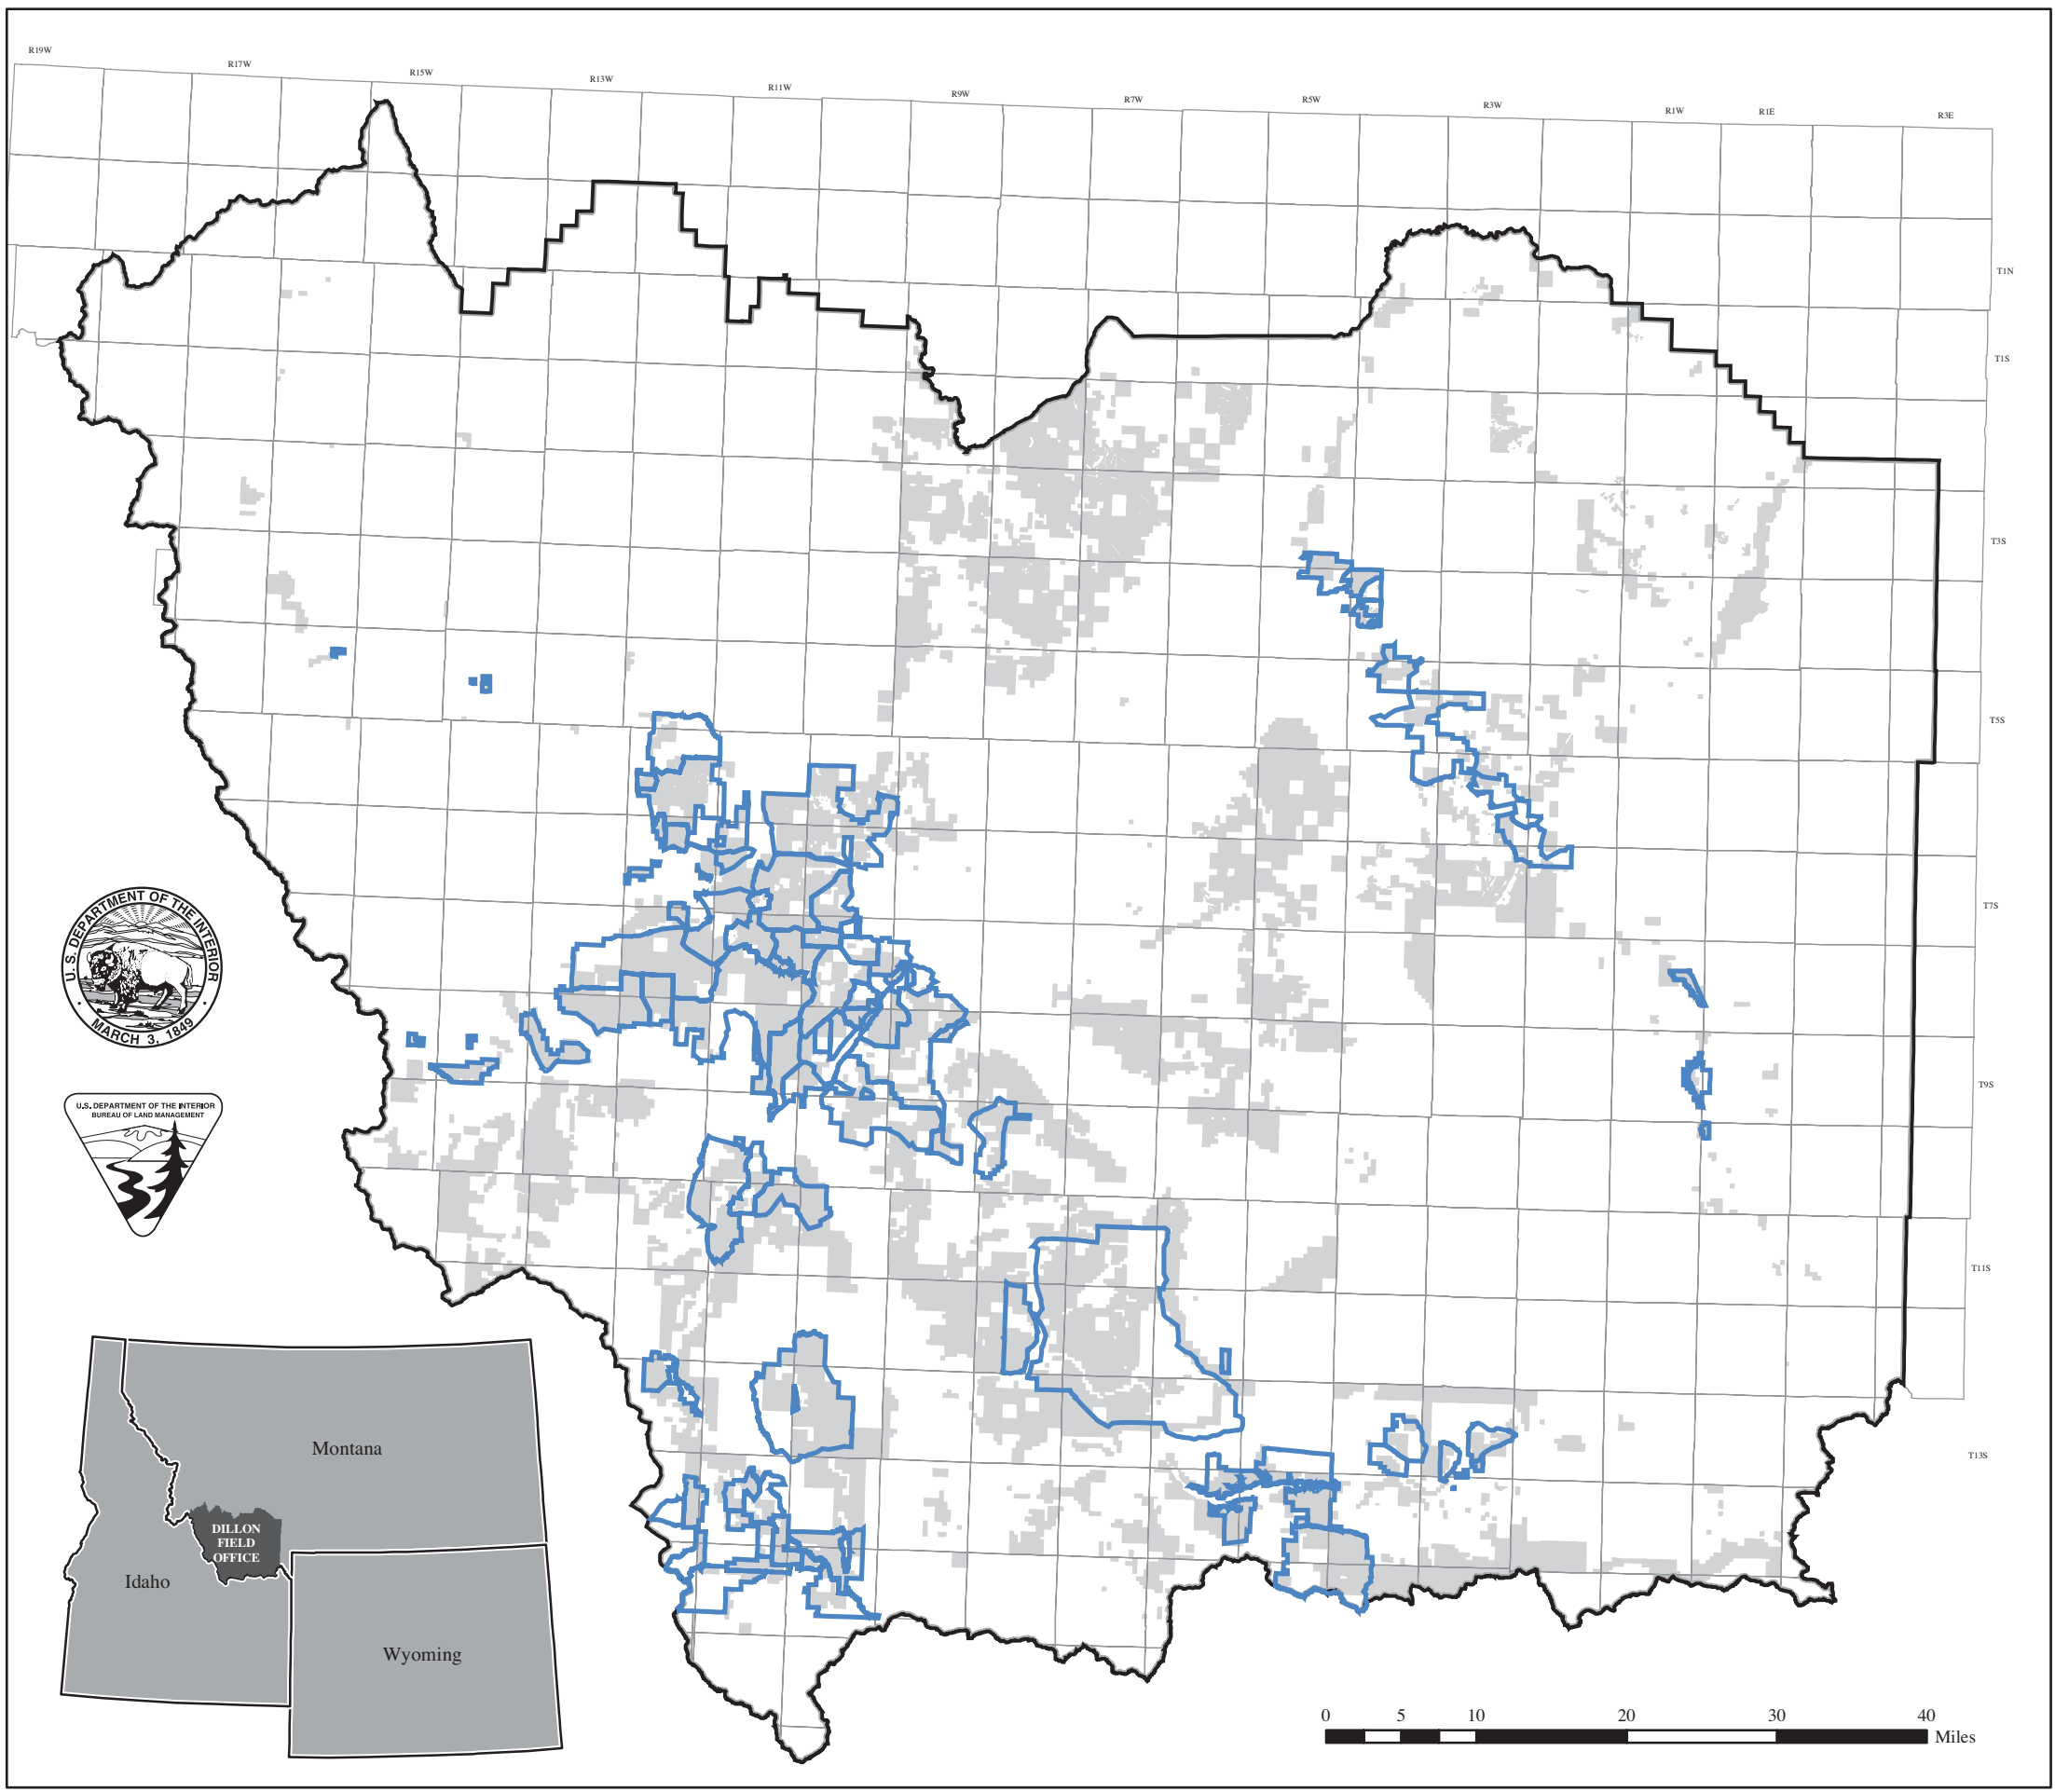 R19W
R17W
R15W
R13W
R11W
R9W
R7W
R5W
R3W
R1W
R1E
R3E
T1N
T1S
T3S
T5S
T7S
T9S
T11S
T13S
U.S. DEPARTMENT OF THE INTERIOR
MARCH 3, 1849
U.S. DEPARTMENT OF THE INTERIOR
BUREAU OF LAND MANAGEMENT
Montana
DILLON
FIELD
OFFICE
Idaho
Wyoming
0 5 10 20 30 40
Miles